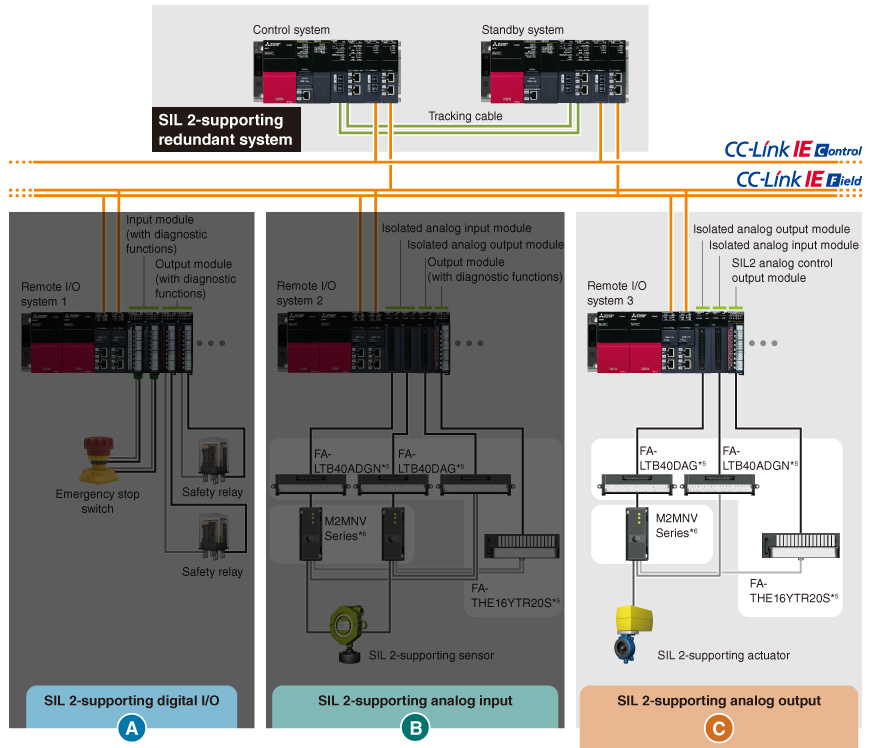 Control system
Standby system
Tracking cable
SIL 2-supporting
redundant system
CC-Link IE Control
CC-Link IE Field
Input module
(with diagnostic
functions)
Output module
(with diagnostic
functions)
Remote I/O
system 1
Emergency stop
switch
Safety relay
Safety relay
SIL 2-supporting digital I/O
A
Isolated analog input module
Isolated analog output module
Output module
(with diagnostic functions)
Remote I/O
system 2
FA-
LTB40ADGN*5
FA-
LTB40DAG*5
M2MNV
Series*6
FA-
THE16YTR20S*5
SIL 2-supporting sensor
SIL 2-supporting analog input
B
Isolated analog output module
Isolated analog input module
SIL2 analog control
output module
Remote I/O
system 3
FA-
LTB40DAG*5
FA-
LTB40ADGN*5
M2MNV
Series*6
FA-
THE16YTR20S*5
SIL 2-supporting actuator
SIL 2-supporting analog output
C